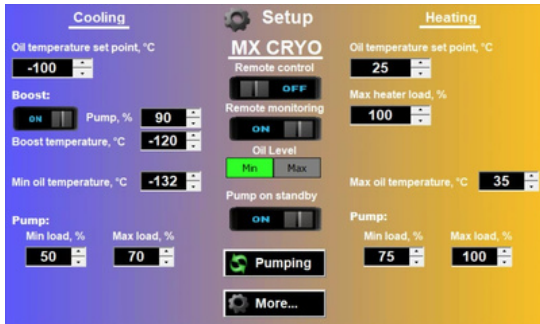 Cooling
Setup
Heating
Oil temperature set point, °C
-100
Boost:
ON
Pump, %
90
Boost temperature, °C
-120
Min oil temperature, °C
-132
Pump:
Min load, %
Max load, %
50
70
MX CRYO
Remote control
OFF
Remote monitoring
ON
Oil Level
Min
Max
Pump on standby
ON
Pumping
More...
Oil temperature set point, °C
25
Max heater load, %
100
Max oil temperature, °C
35
Pump:
Min load, %
Max load, %
75
100